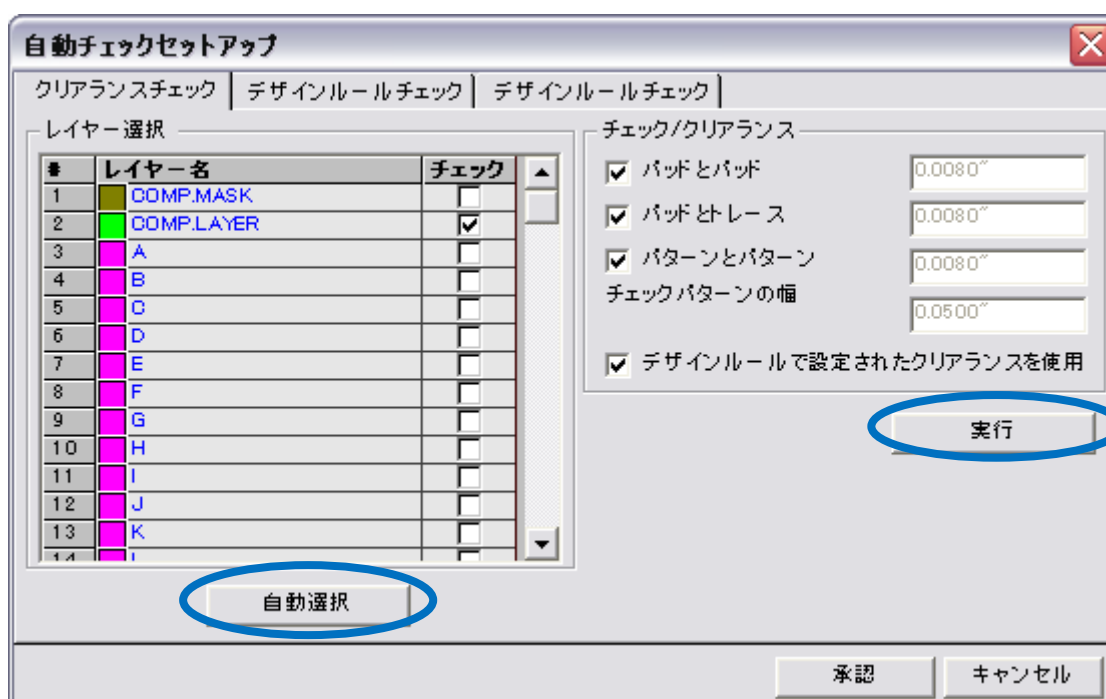 自動チェックセットアップ
クリアランスチェック デザインルールチェック デザインルールチェック
レイヤー選択
# レイヤー名 チェック
1 COMP.MASK
2 COMP.LAYER
3 A
4 B
5 C
6 D
7 E
8 F
9 G
10 H
11 I
12 J
13 K
14 L
自動選択
チェック/クリアランス
パッドとパッド 0.0080"
パッドとトレース 0.0080"
パターンとパターン 0.0080"
チェックパターンの幅 0.0500"
デザインルールで設定されたクリアランスを使用
実行
承認 キャンセル